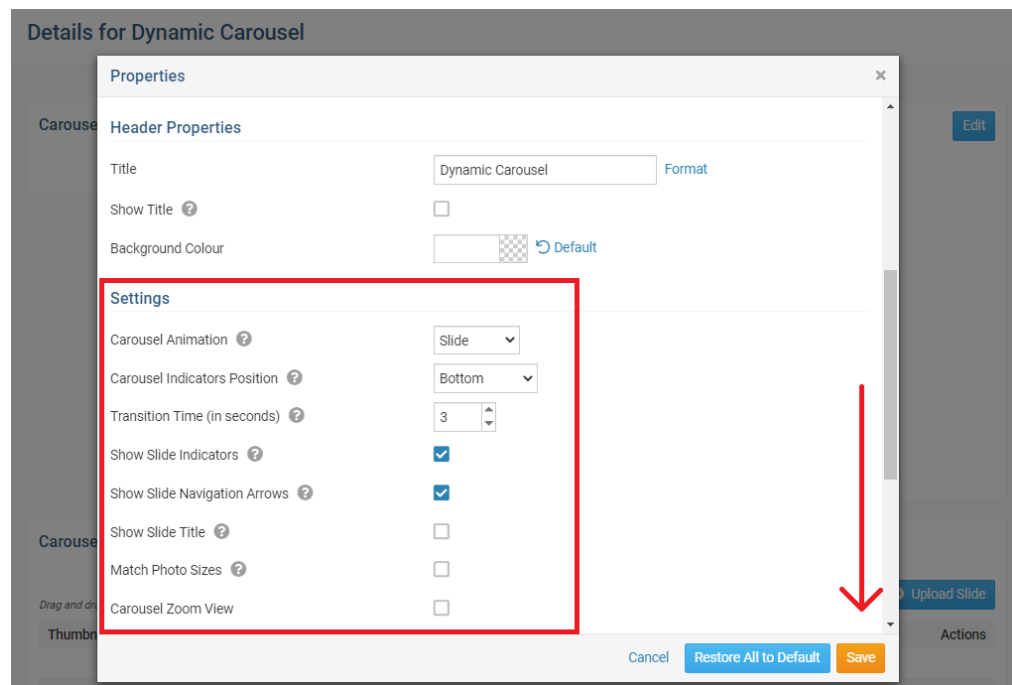 Details for Dynamic Carousel
Properties ×
Carouse
Edit
Header Properties
Title Dynamic Carousel Format
Show Title ?
Background Colour Default
Settings
Carousel Animation ? Slide
Carousel Indicators Position ? Bottom
Transition Time (in seconds) ? 3
Show Slide Indicators ?
Show Slide Navigation Arrows ?
Show Slide Title ?
Carouse
Match Photo Sizes ?
Upload Slide
Carousel Zoom View
Drag and dr
Thumbn Actions
Cancel Restore All to Default Save